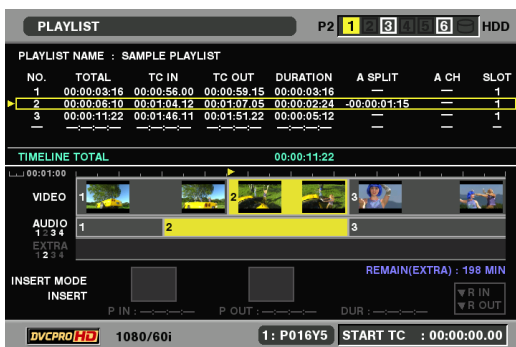 PLAYLIST P2 1 2 3 4 5 6 HDD
PLAYLIST NAME : SAMPLE PLAYLIST
NO. TOTAL TC IN TC OUT DURATION A SPLIT A CH SLOT
1 00:00:03:16 00:00:56.00 00:00:59.15 00:00:03:16 — — 1
2 00:00:06:10 00:01:04.12 00:01:07.05 00:00:02:24 -00:00:01:15 — 1
3 00:00:11:22 00:01:46.11 00:01:51.22 00:00:05:12 — — 1
— —:—:—:— —:—:—:— —:—:—:— —:—:—:— — — —
TIMELINE TOTAL 00:00:11:22
00:01:00
VIDEO 1 2 3
AUDIO 1 2 3
1 2 3 4
EXTRA
1 2 3 4
REMAIN(EXTRA) : 198 MIN
INSERT MODE
INSERT
▼R IN
▼R OUT
P IN : —:—:—:— P OUT : —:—:—:— DUR : —:—:—:—
DVCPRO HD 1080/60i 1: P016Y5 START TC : 00:00:00.00